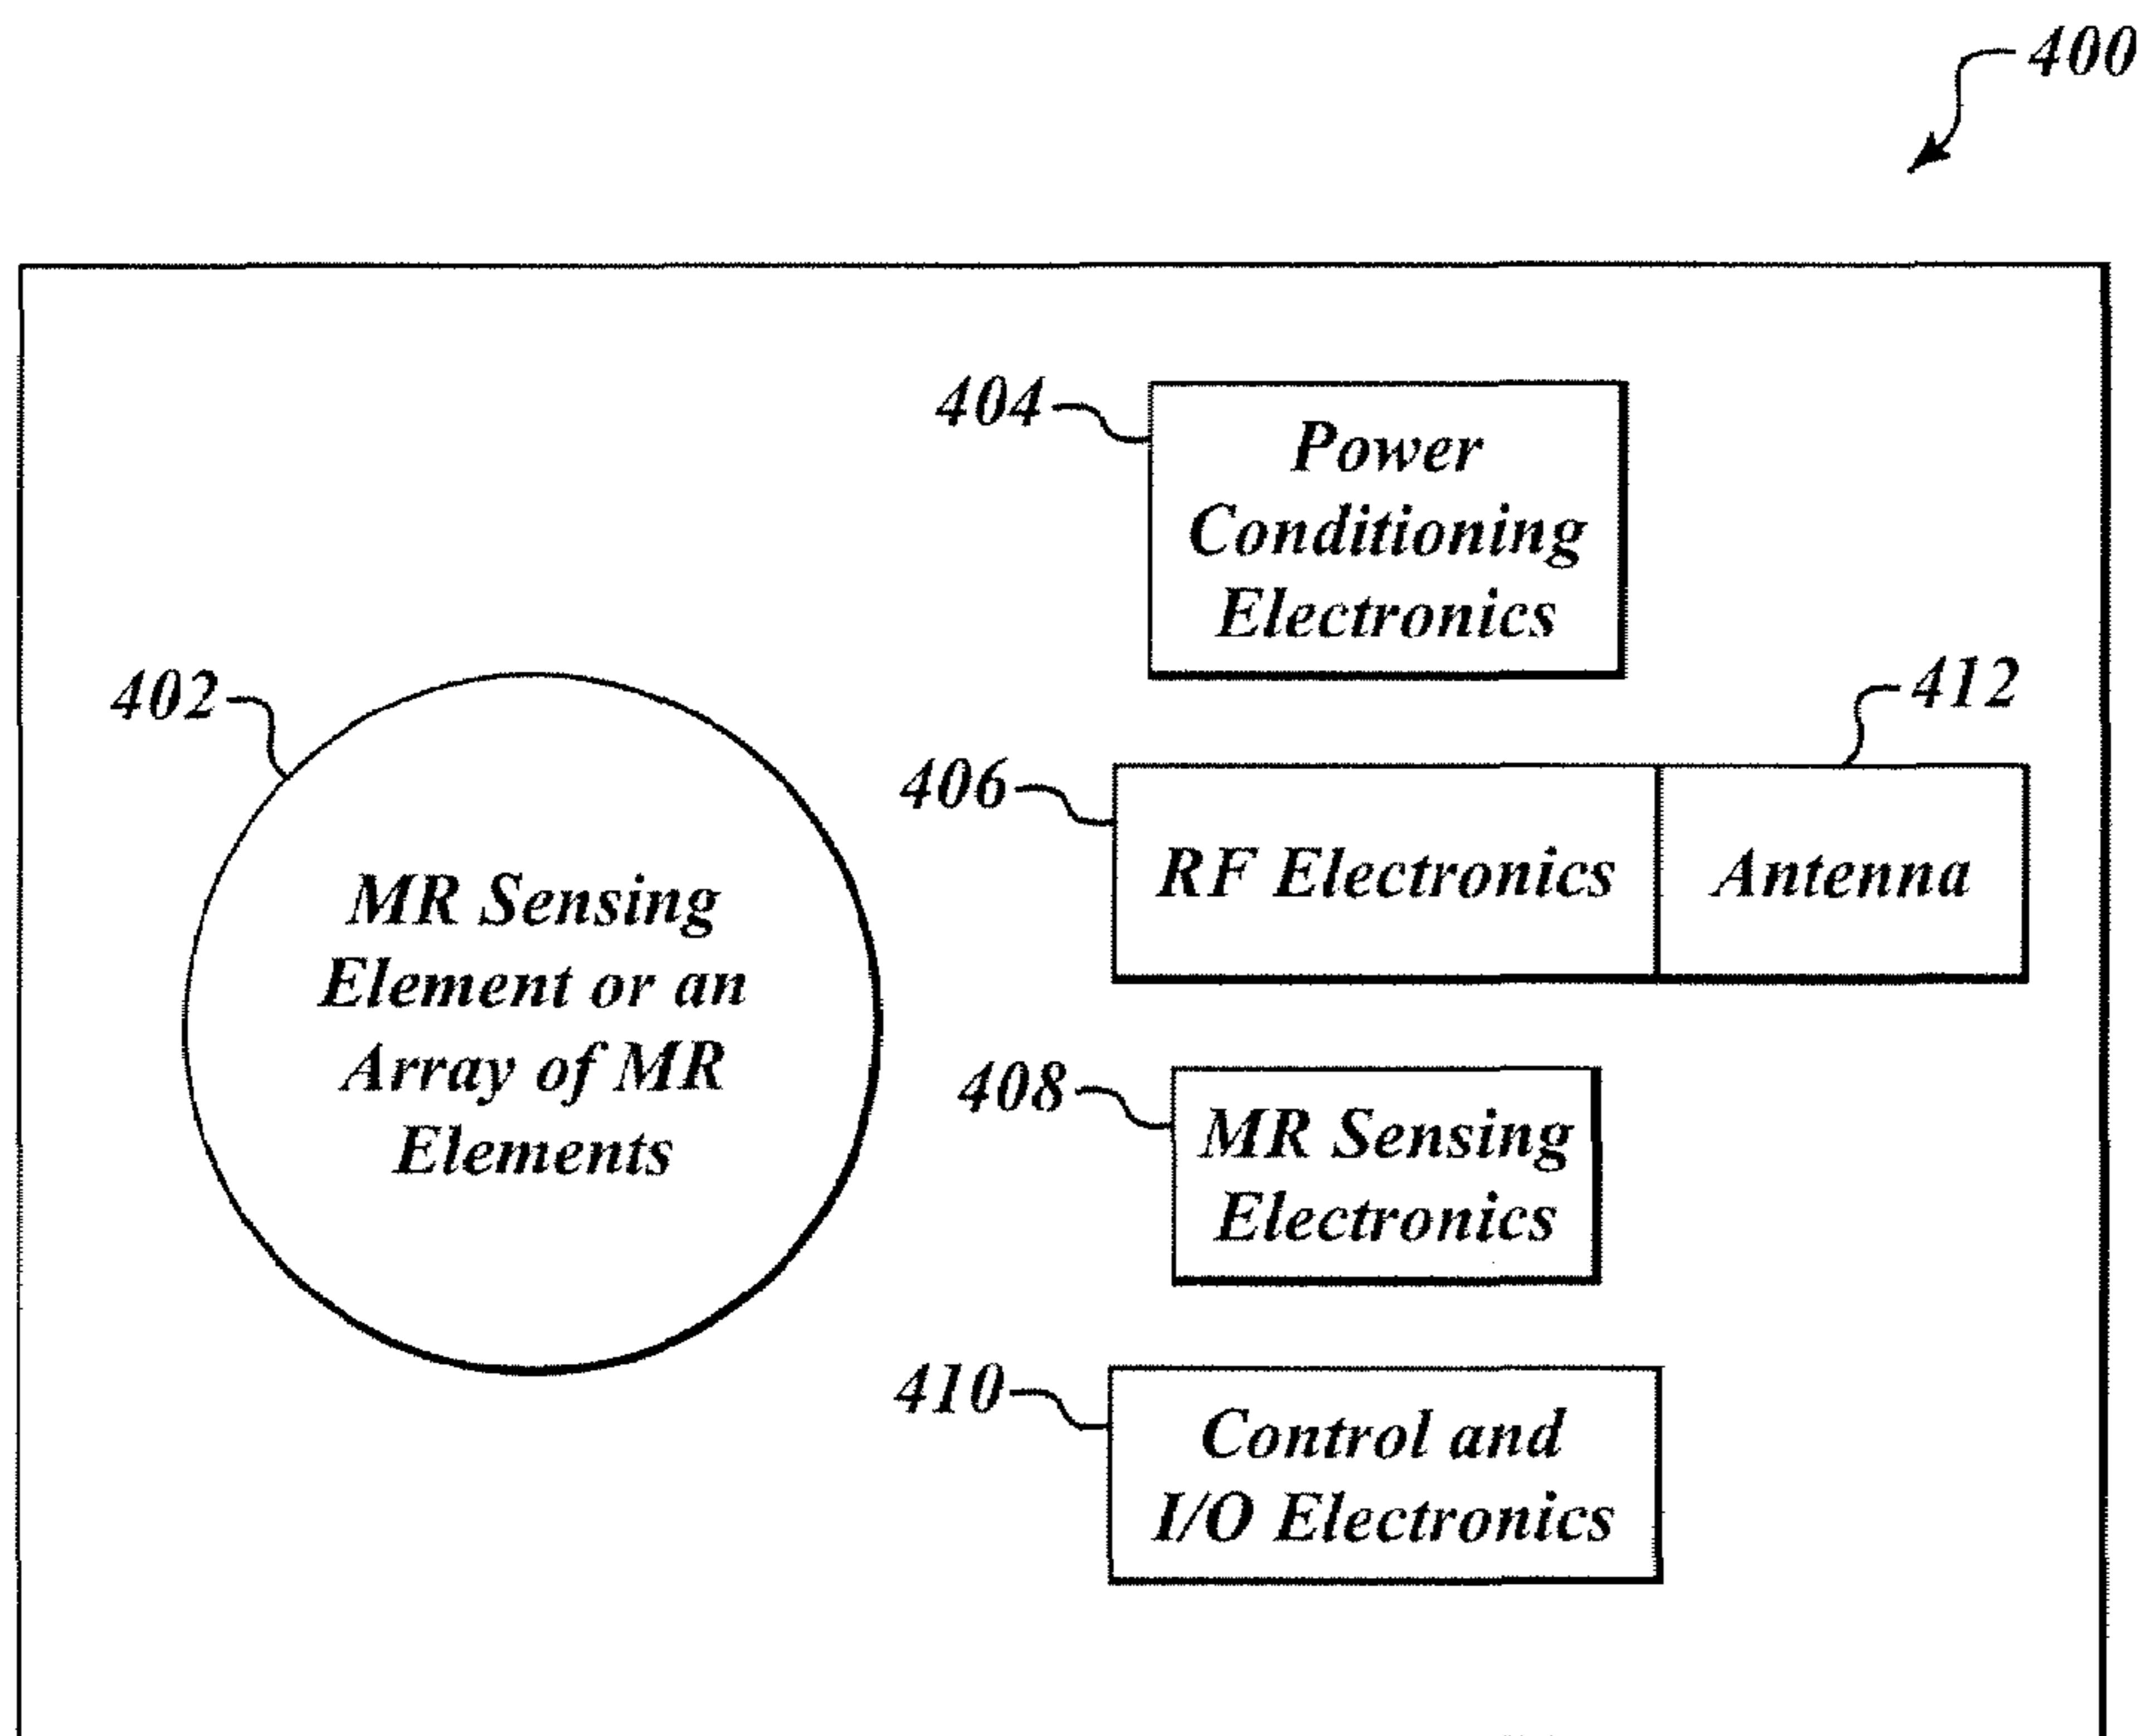 400
404
Power
Conditioning
Electronics
402
412
406
RF Electronics
Antenna
MR Sensing
Element or an
Array of MR
Elements
408
MR Sensing
Electronics
410
Control and
I/O Electronics